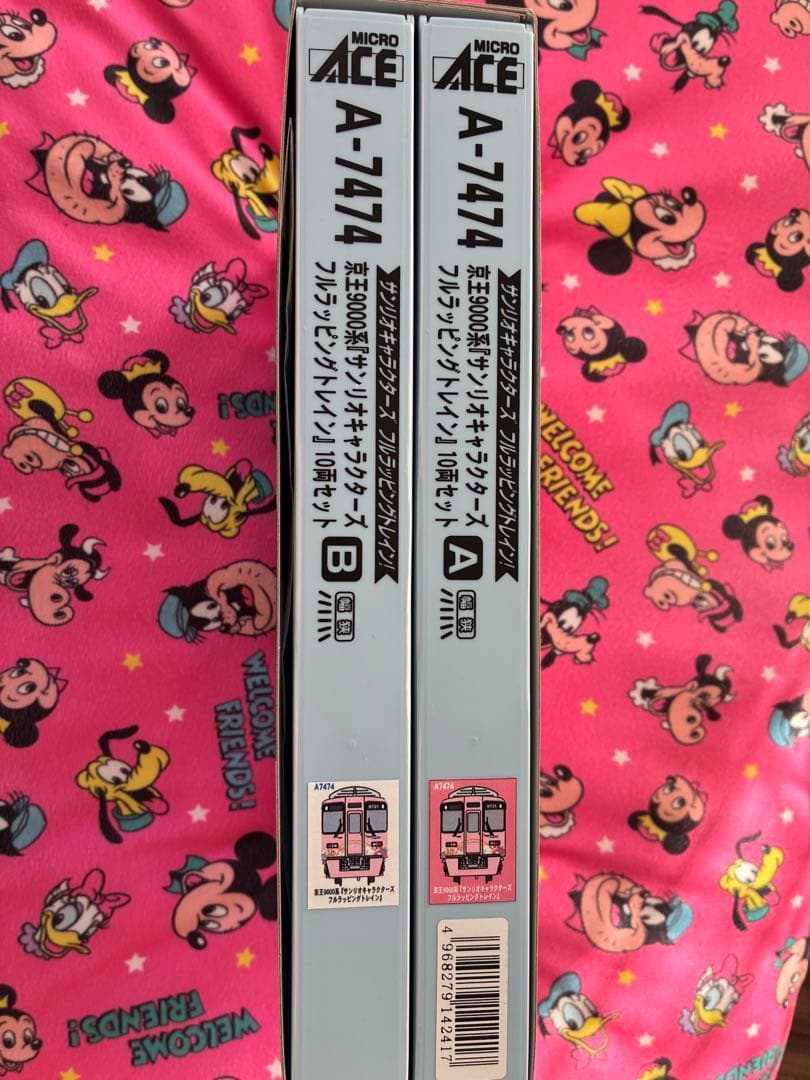 MICRO
ACE
A-7474
サンリオキャラクターズ フルラッピングトレイン!
京王9000系『サンリオキャラクターズ
フルラッピングトレイン』10両セット
B
幅狭
A7474
京王9000系『サンリオキャラクターズ
フルラッピングトレイン』
MICRO
ACE
A-7474
サンリオキャラクターズ フルラッピングトレイン!
京王9000系『サンリオキャラクターズ
フルラッピングトレイン』10両セット
A
幅狭
A7474
京王9000系『サンリオキャラクターズ
フルラッピングトレイン』
4 968279 142417
WELCOME
FRIENDS!
WELCOME
FRIENDS!
WELCOME
FRIENDS!
WELCOME
FRIENDS!